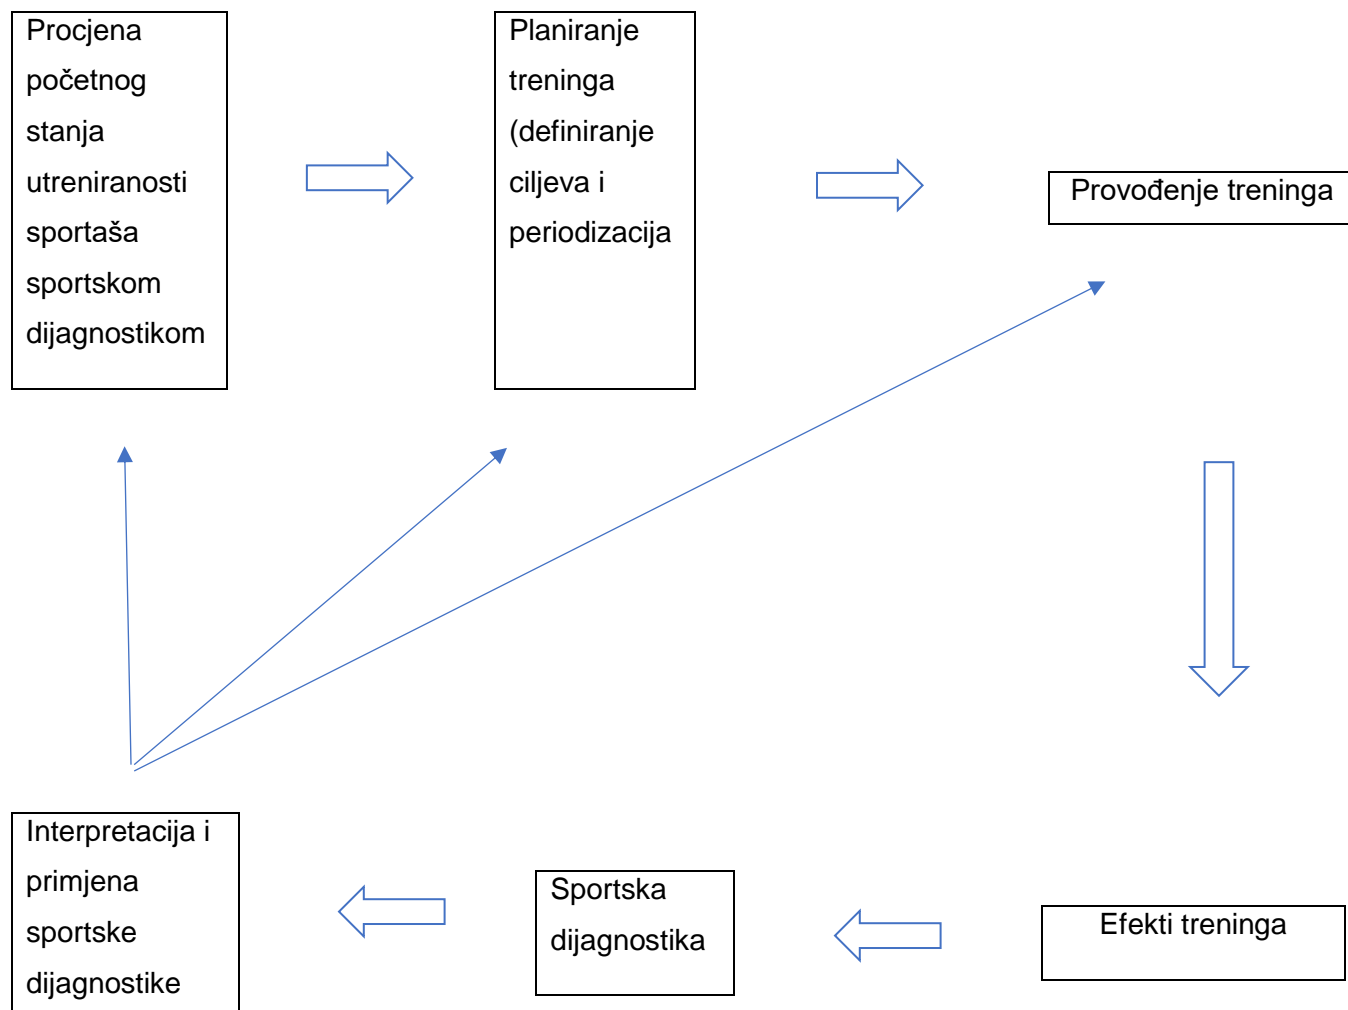 Procjena
početnog
stanja
utreniranosti
sportaša
sportskom
dijagnostikom
Planiranje
treninga
(definiranje
ciljeva i
periodizacija
Provođenje treninga
Interpretacija i
primjena
sportske
dijagnostike
Sportska
dijagnostika
Efekti treninga